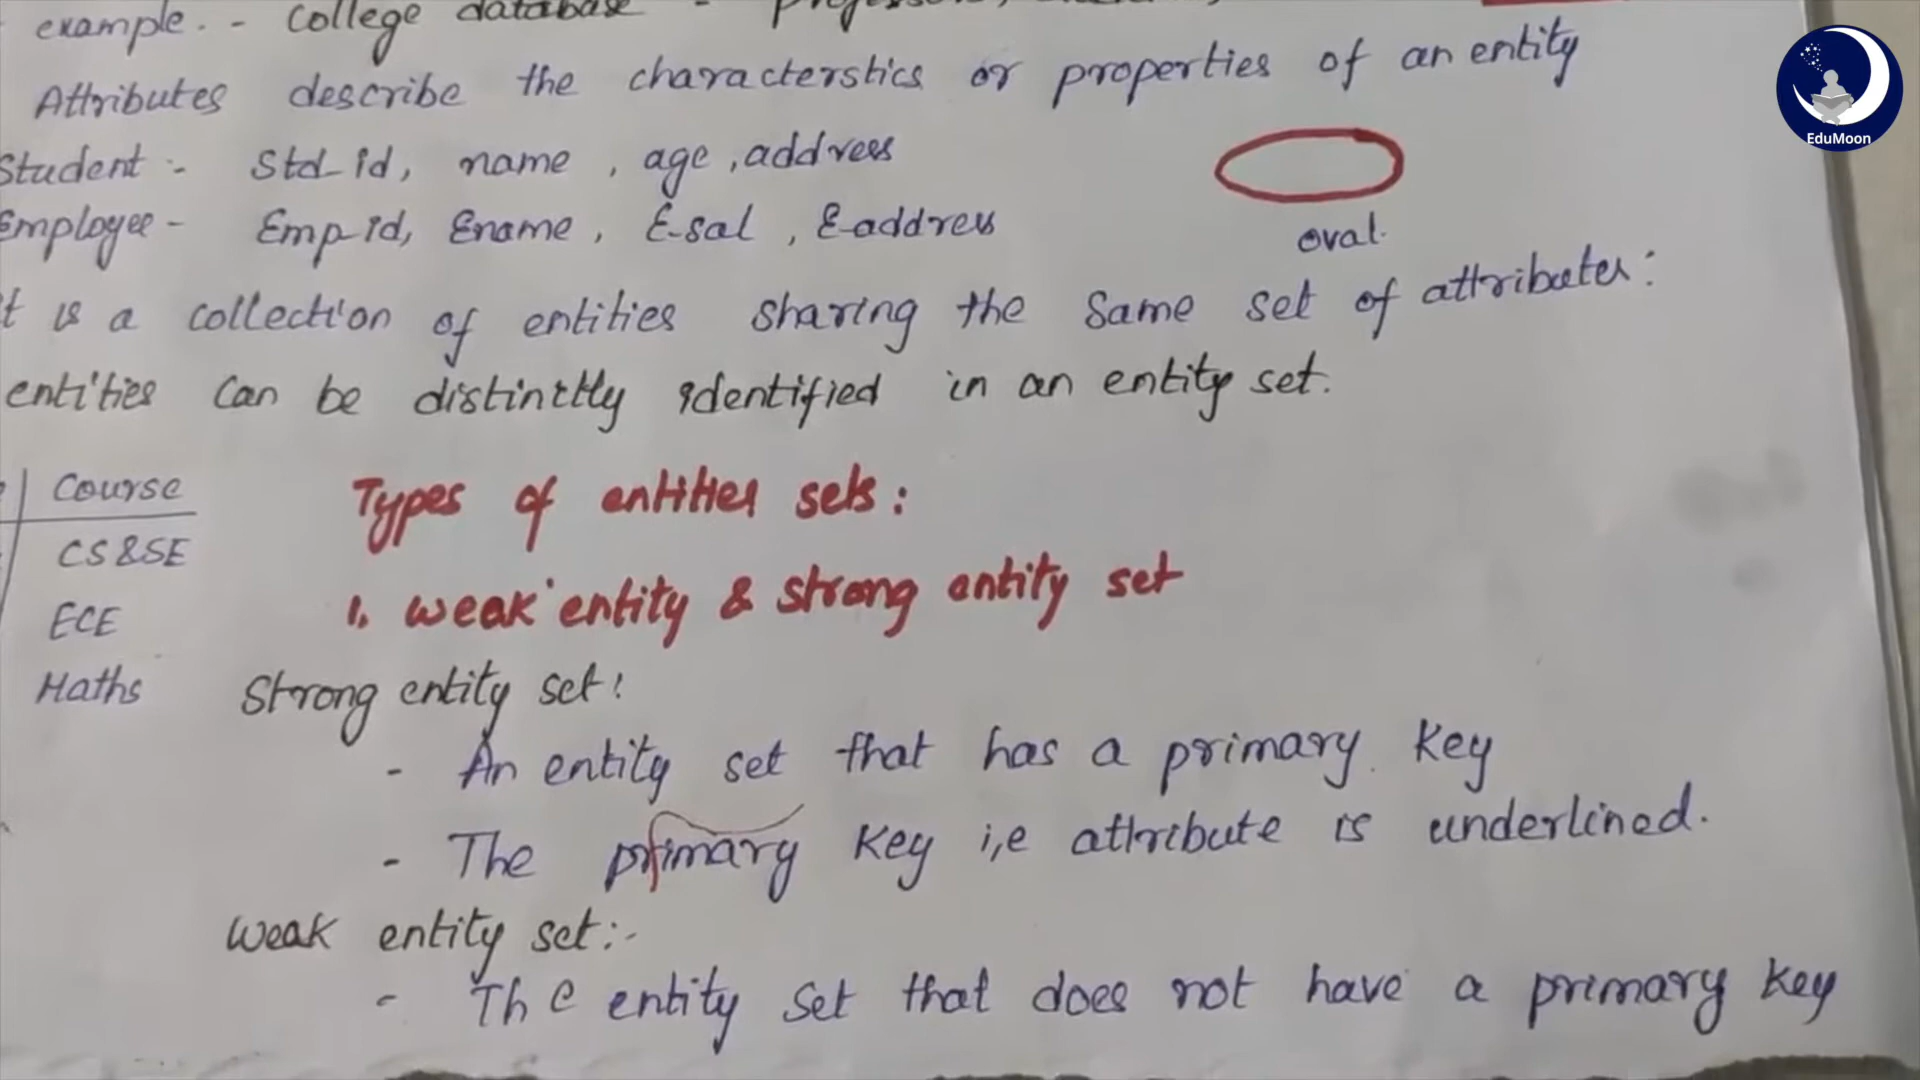 example. - College database -
EduMoon
Attributes describe the characterstics or properties of an entity
Student :- Std_id, name, age, address
Employee - Emp-id, Ename, E-sal, E-address
oval.
It is a collection of entities sharing the same set of attributes:
entities can be distinctly identified in an entity set.
Course
CS&SE
ECE
Maths
Types of entities sets:
1. weak entity & strong entity set
Strong entity set:
- An entity set that has a primary key
- The primary key i,e attribute is underlined.
weak entity set:-
- The entity set that does not have a primary key